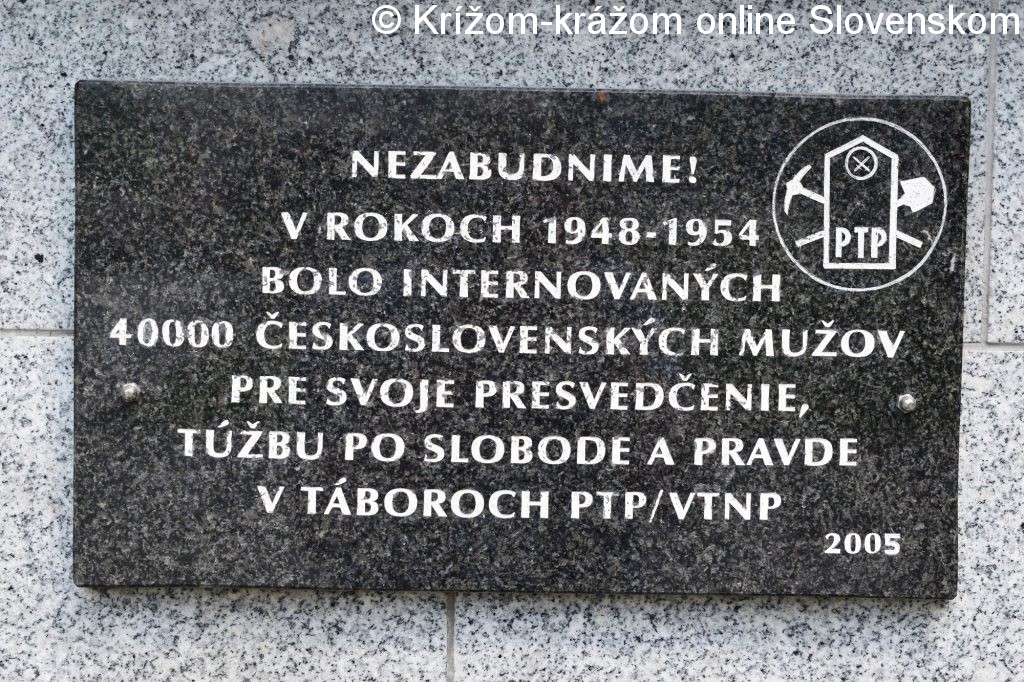 © Krížom-krážom online Slovenskom
NEZABUDNIME!
V ROKOCH 1948-1954
BOLO INTERNOVANÝCH
40000 ČESKOSLOVENSKÝCH MUŽOV
PRE SVOJE PRESVEDČENIE,
TÚŽBU PO SLOBODE A PRAVDE
V TÁBOROCH PTP/VTNP
2005
PTP